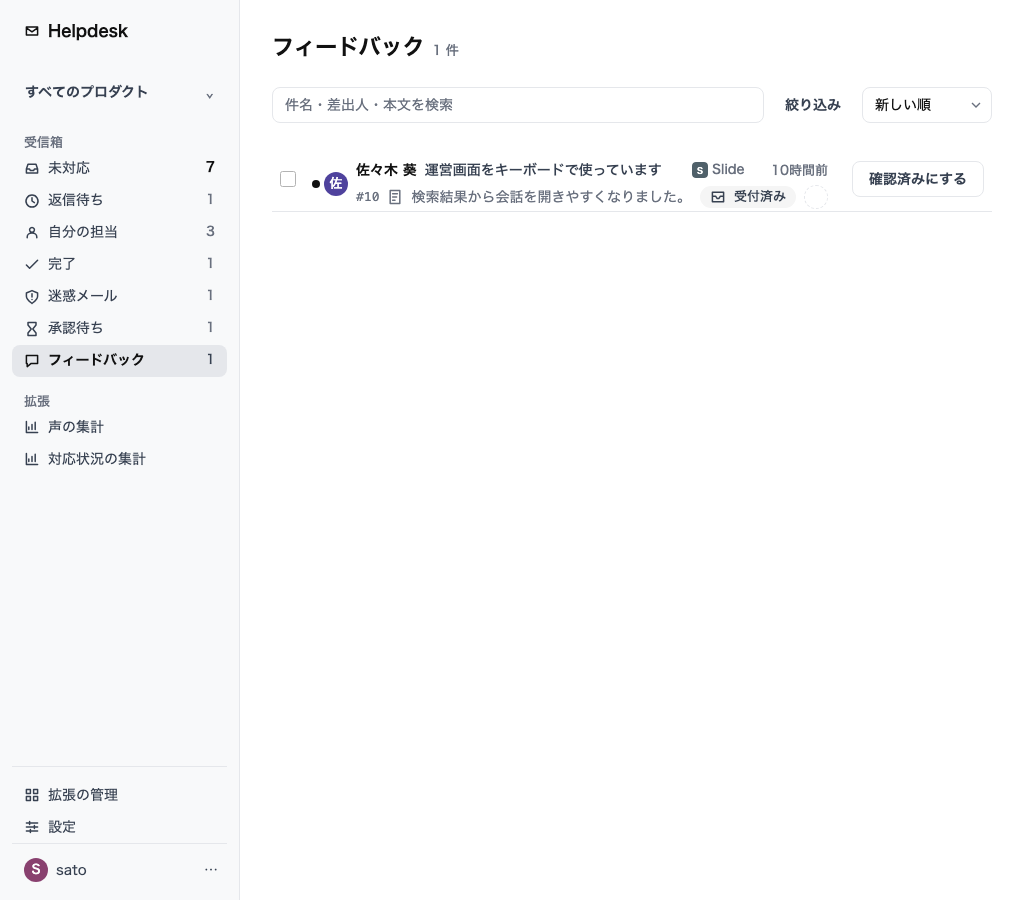 Helpdesk
すべてのプロダクト
受信箱
未対応 7
返信待ち 1
自分の担当 3
完了 1
迷惑メール 1
承認待ち 1
フィードバック 1
拡張
声の集計
対応状況の集計
拡張の管理
設定
S sato ...
フィードバック 1 件
件名・差出人・本文を検索 絞り込み 新しい順
佐 佐々木 葵 運営画面をキーボードで使っています S Slide 10時間前 確認済みにする
#10 検索結果から会話を開きやすくなりました。 受付済み